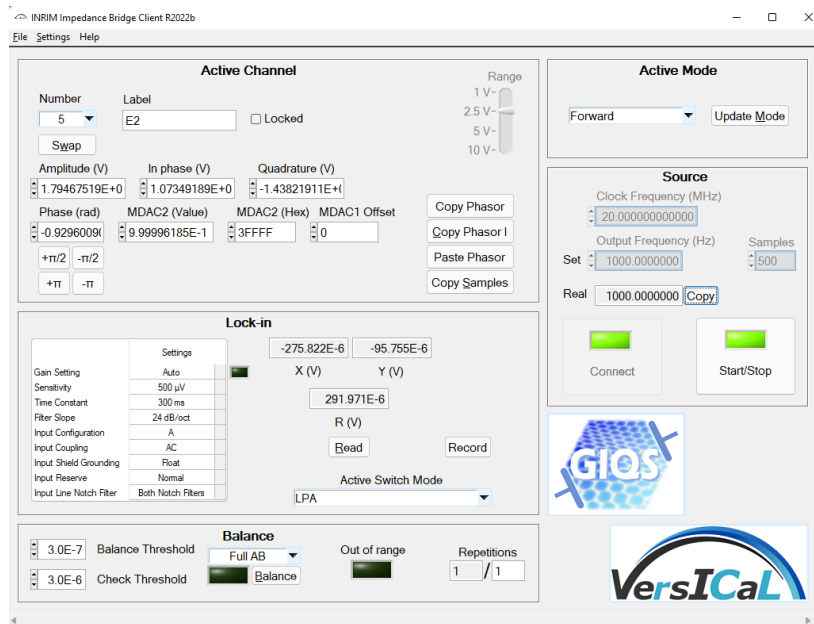 INRIM Impedance Bridge Client R2022b
File Settings Help
Active Channel
Number Label
5 E2 Locked
Swap
Range
1 V-
2.5 V-
5 V-
10 V-
Amplitude (V) In phase (V) Quadrature (V)
1.79467519E+0 1.07349189E+0 -1.43821911E+(
Phase (rad) MDAC2 (Value) MDAC2 (Hex) MDAC1 Offset
-0.9296009( 9.99996185E-1 3FFFF 0
+π/2 -π/2
+π -π
Copy Phasor
Copy Phasor I
Paste Phasor
Copy Samples
Active Mode
Forward Update Mode
Source
Clock Frequency (MHz)
20.000000000000
Output Frequency (Hz) Samples
Set 1000.0000000 500
Real 1000.0000000 Copy
Connect Start/Stop
Lock-in
Settings
Gain Setting Auto
Sensitivity 500 µV
Time Constant 300 ms
Filter Slope 24 dB/oct
Input Configuration A
Input Coupling AC
Input Shield Grounding Float
Input Reserve Normal
Input Line Notch Filter Both Notch Filters
-275.822E-6 -95.755E-6
X (V) Y (V)
291.971E-6
R (V)
Read Record
Active Switch Mode
LPA
GIQS
Balance
3.0E-7 Balance Threshold Full AB Out of range Repetitions
3.0E-6 Check Threshold Balance 1 / 1
VersICaL